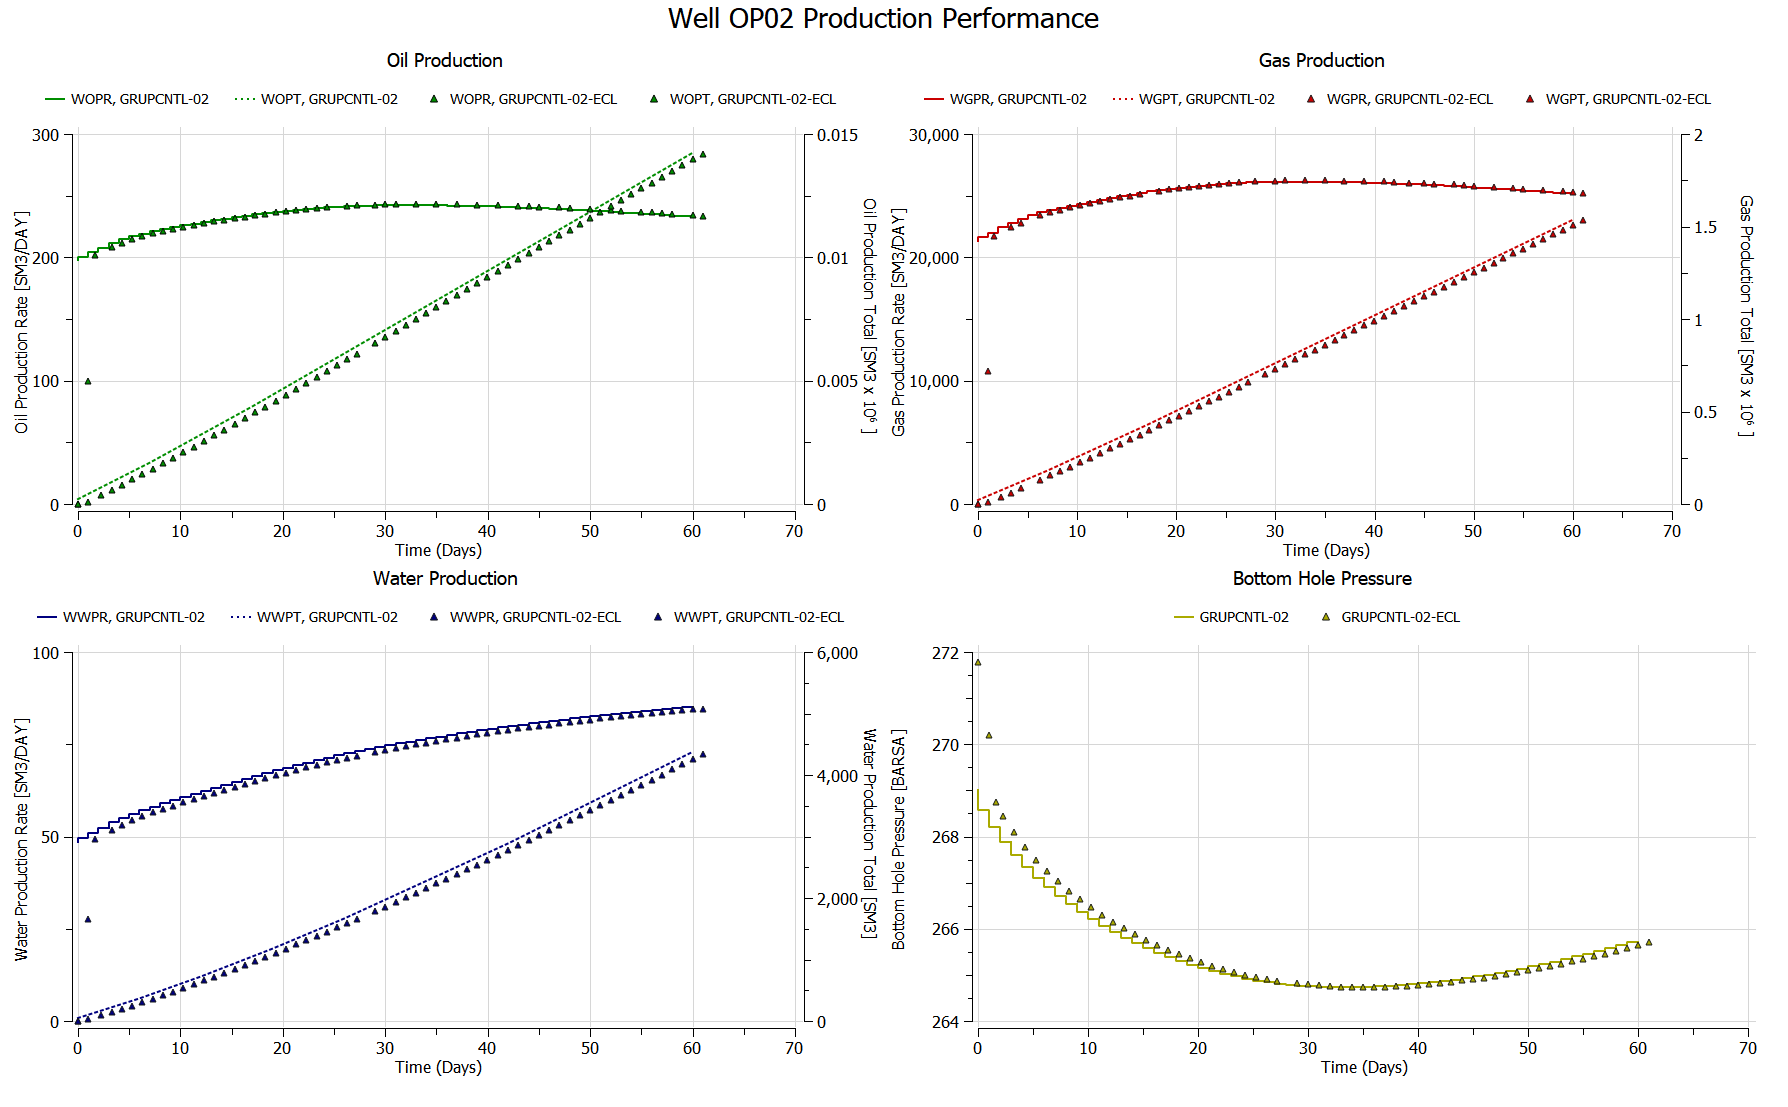 Well OP02 Production Performance
Oil Production
WOPR, GRUPCNTL-02 WOPT, GRUPCNTL-02 WOPR, GRUPCNTL-02-ECL WOPT, GRUPCNTL-02-ECL
300
200
100
0
Oil Production Rate [SM3/DAY]
0.015
0.01
0.005
0
Oil Production Total [SM3 x 10⁶ ]
0 10 20 30 40 50 60 70
Time (Days)
Gas Production
WGPR, GRUPCNTL-02 WGPT, GRUPCNTL-02 WGPR, GRUPCNTL-02-ECL WGPT, GRUPCNTL-02-ECL
30,000
20,000
10,000
0
Gas Production Rate [SM3/DAY]
2
1.5
1
0.5
0
Gas Production Total [SM3 x 10⁶ ]
0 10 20 30 40 50 60 70
Time (Days)
Water Production
WWPR, GRUPCNTL-02 WWPT, GRUPCNTL-02 WWPR, GRUPCNTL-02-ECL WWPT, GRUPCNTL-02-ECL
100
50
0
Water Production Rate [SM3/DAY]
6,000
4,000
2,000
0
Water Production Total [SM3]
0 10 20 30 40 50 60 70
Time (Days)
Bottom Hole Pressure
GRUPCNTL-02 GRUPCNTL-02-ECL
272
270
268
266
264
Bottom Hole Pressure [BARSA]
0 10 20 30 40 50 60 70
Time (Days)